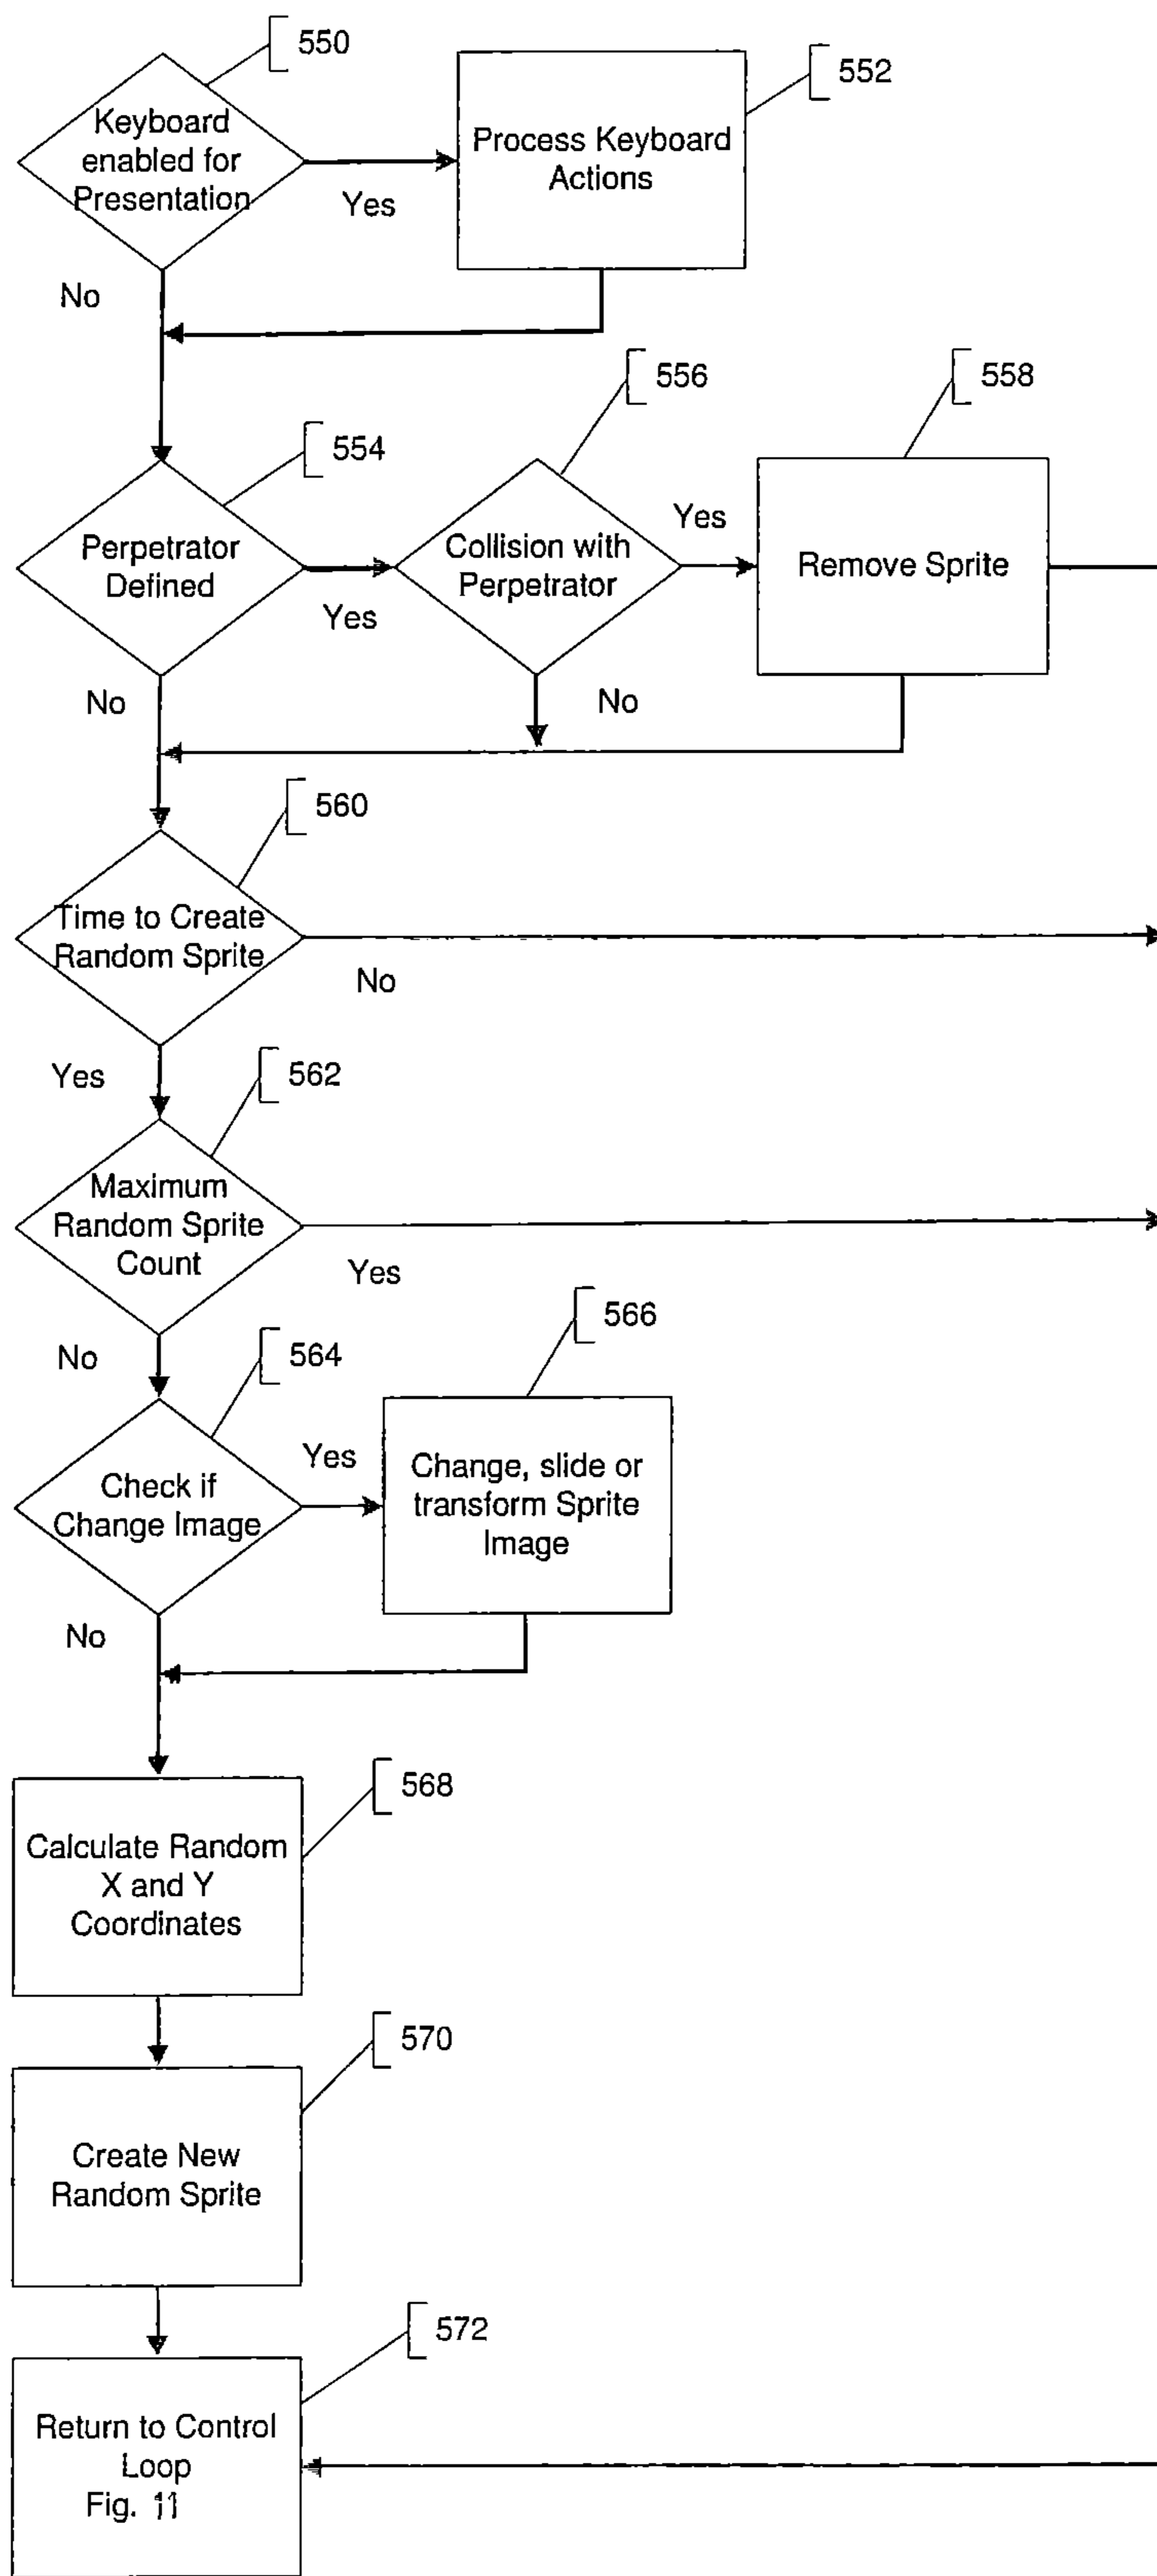 550
Keyboard
enabled for
Presentation
Yes
552
Process Keyboard
Actions
No
554
Perpetrator
Defined
Yes
556
Collision with
Perpetrator
Yes
558
Remove Sprite
No
No
560
Time to Create
Random Sprite
No
Yes
562
Maximum
Random Sprite
Count
Yes
No
564
Check if
Change Image
Yes
566
Change, slide or
transform Sprite
Image
No
568
Calculate Random
X and Y
Coordinates
570
Create New
Random Sprite
572
Return to Control
Loop
Fig. 11